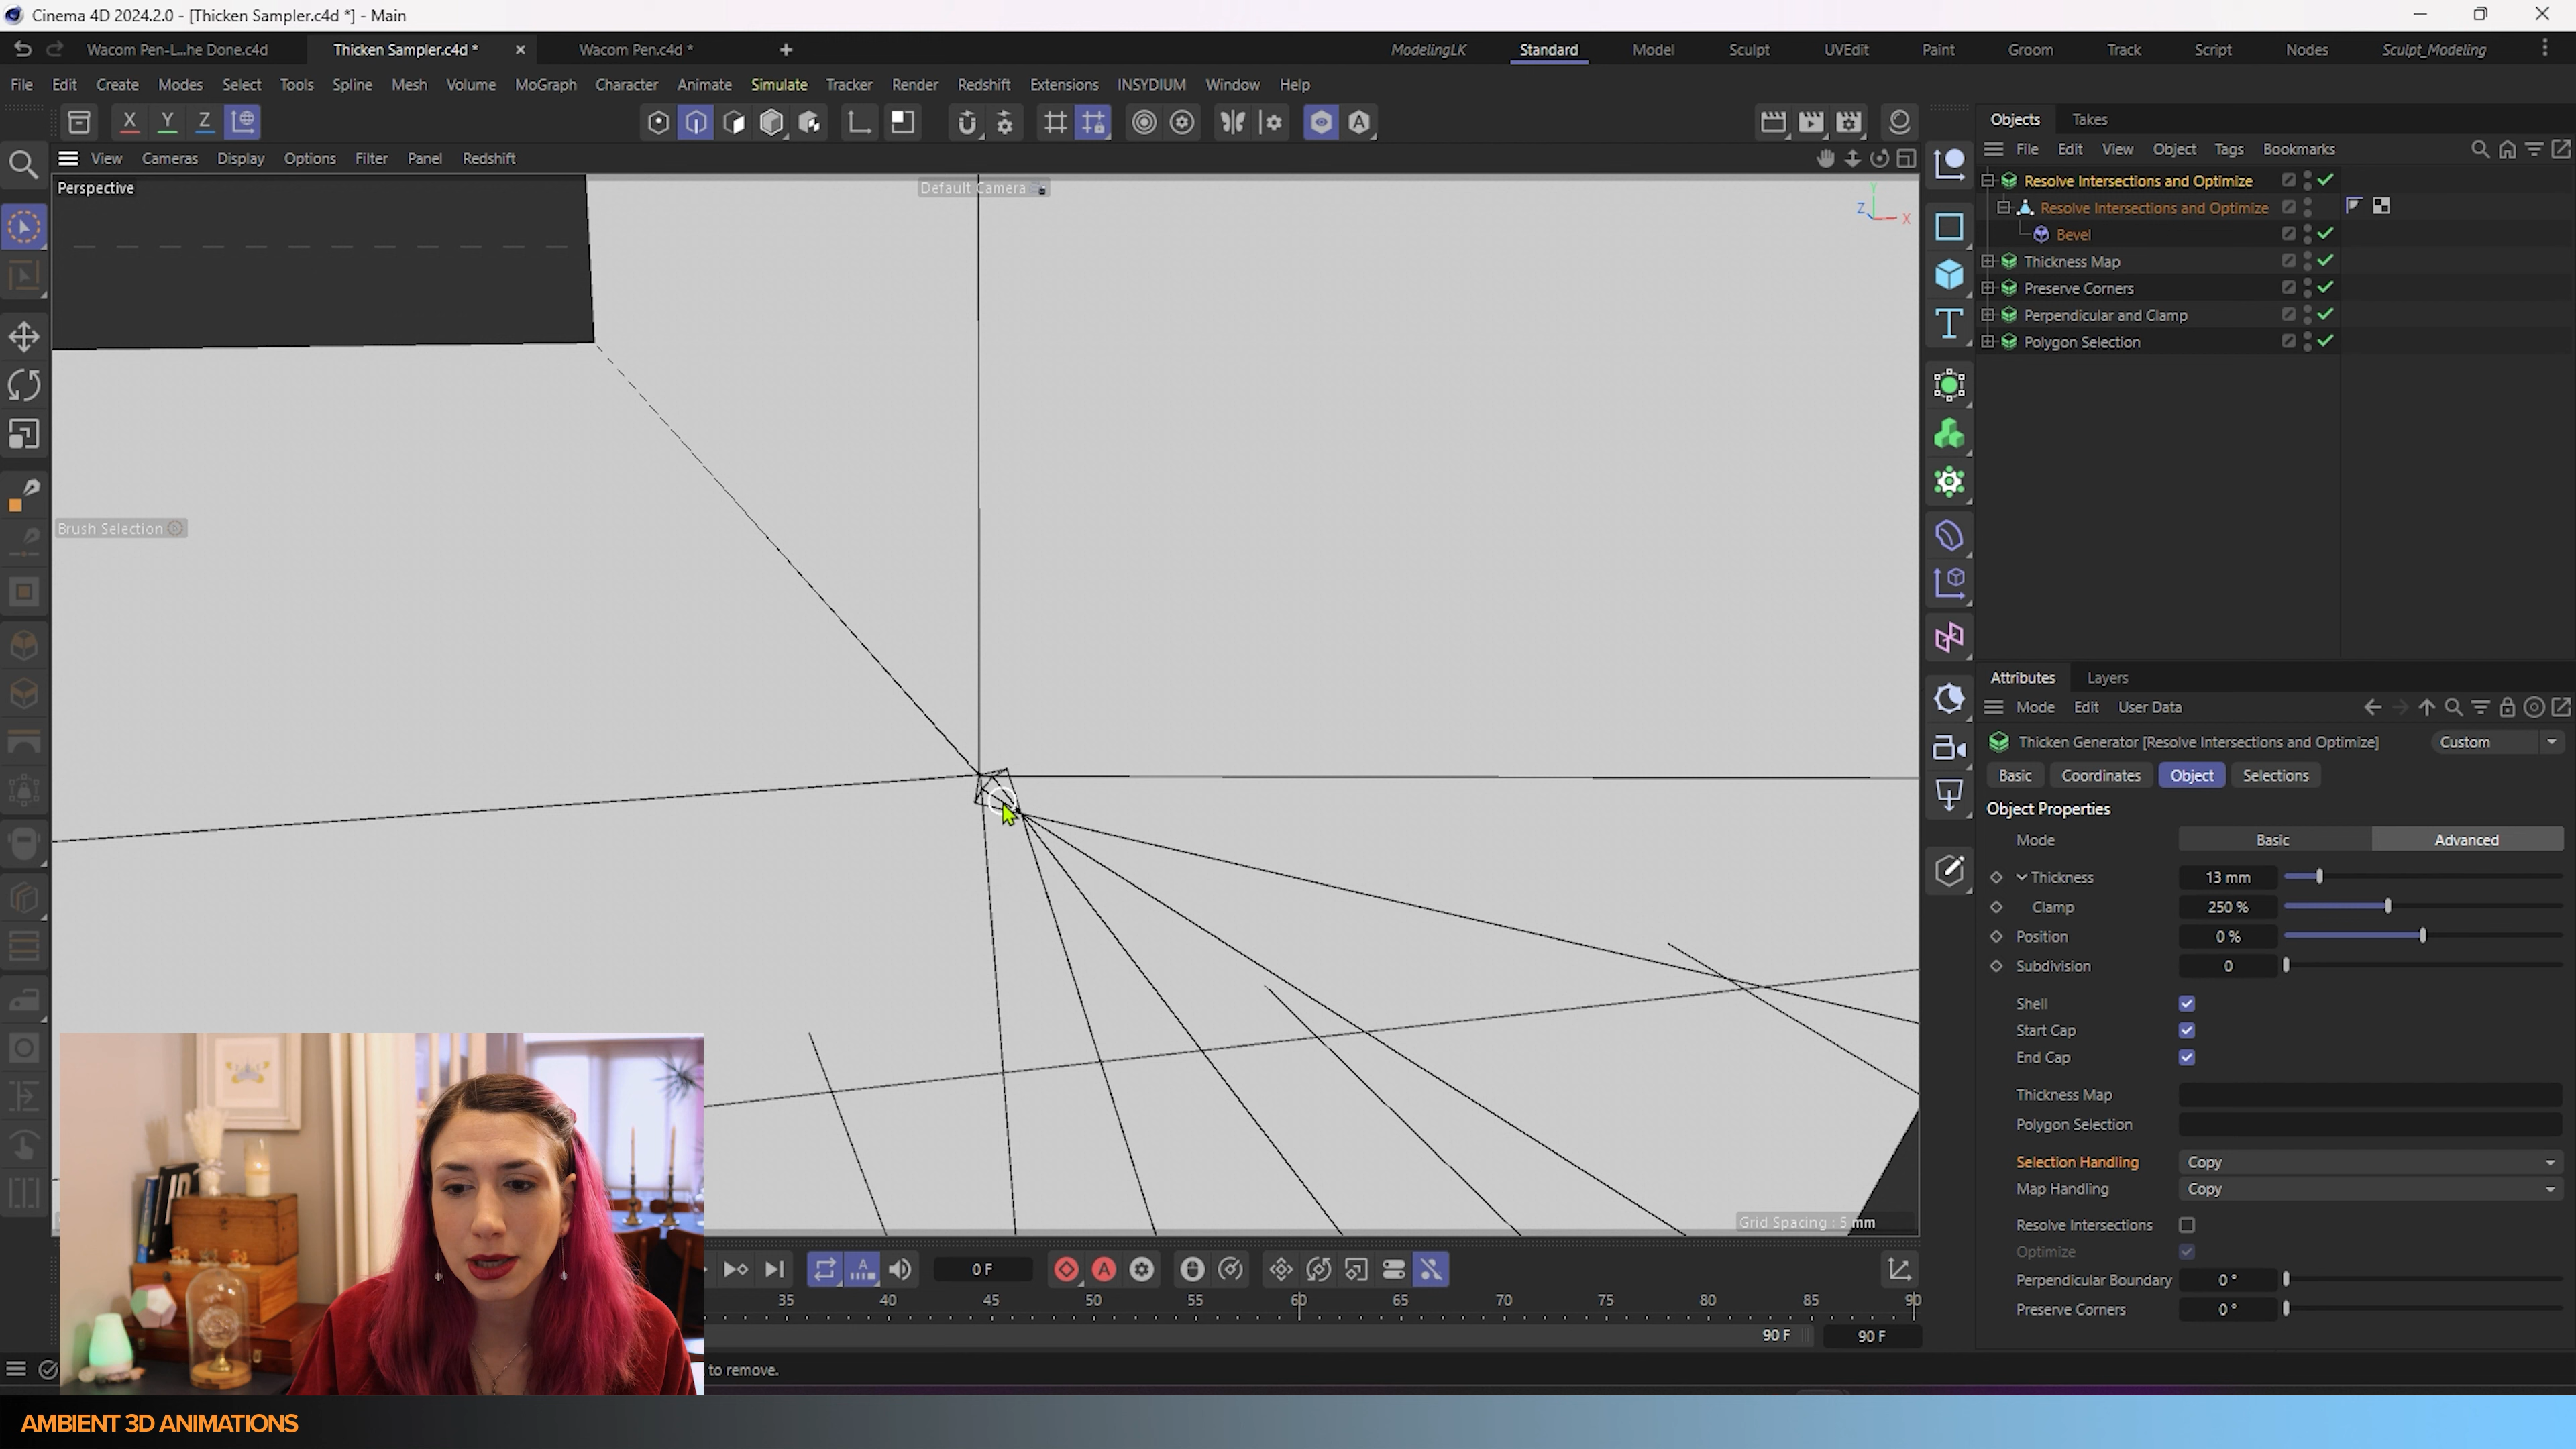 Cinema 4D 2024.2.0 - [Thicken Sampler.c4d *] - Main
Wacom Pen-L...he Done.c4d
Thicken Sampler.c4d *
Wacom Pen.c4d *
ModelingLK
Standard
Model
Sculpt
UVEdit
Paint
Groom
Track
Script
Nodes
Sculpt_Modeling
File Edit Create Modes Select Tools Spline Mesh Volume MoGraph Character Animate Simulate Tracker Render Redshift Extensions INSYDIUM Window Help
X Y Z
View Cameras Display Options Filter Panel Redshift
Perspective
Default Camera
Y
Z
X
Brush Selection
Grid Spacing : 5 mm
Objects
Takes
File Edit View Object Tags Bookmarks
Resolve Intersections and Optimize
Resolve Intersections and Optimize
Bevel
Thickness Map
Preserve Corners
Perpendicular and Clamp
Polygon Selection
Attributes
Layers
Mode Edit User Data
Thicken Generator [Resolve Intersections and Optimize]
Custom
Basic
Coordinates
Object
Selections
Object Properties
Mode Basic Advanced
Thickness 13 mm
Clamp 250 %
Position 0 %
Subdivision 0
Shell
Start Cap
End Cap
Thickness Map
Polygon Selection
Selection Handling Copy
Map Handling Copy
Resolve Intersections
Optimize
Perpendicular Boundary 0 °
Preserve Corners 0 °
0 F
35 40 45 50 55 60 65 70 75 80 85 90
90 F
90 F
to remove.
AMBIENT 3D ANIMATIONS